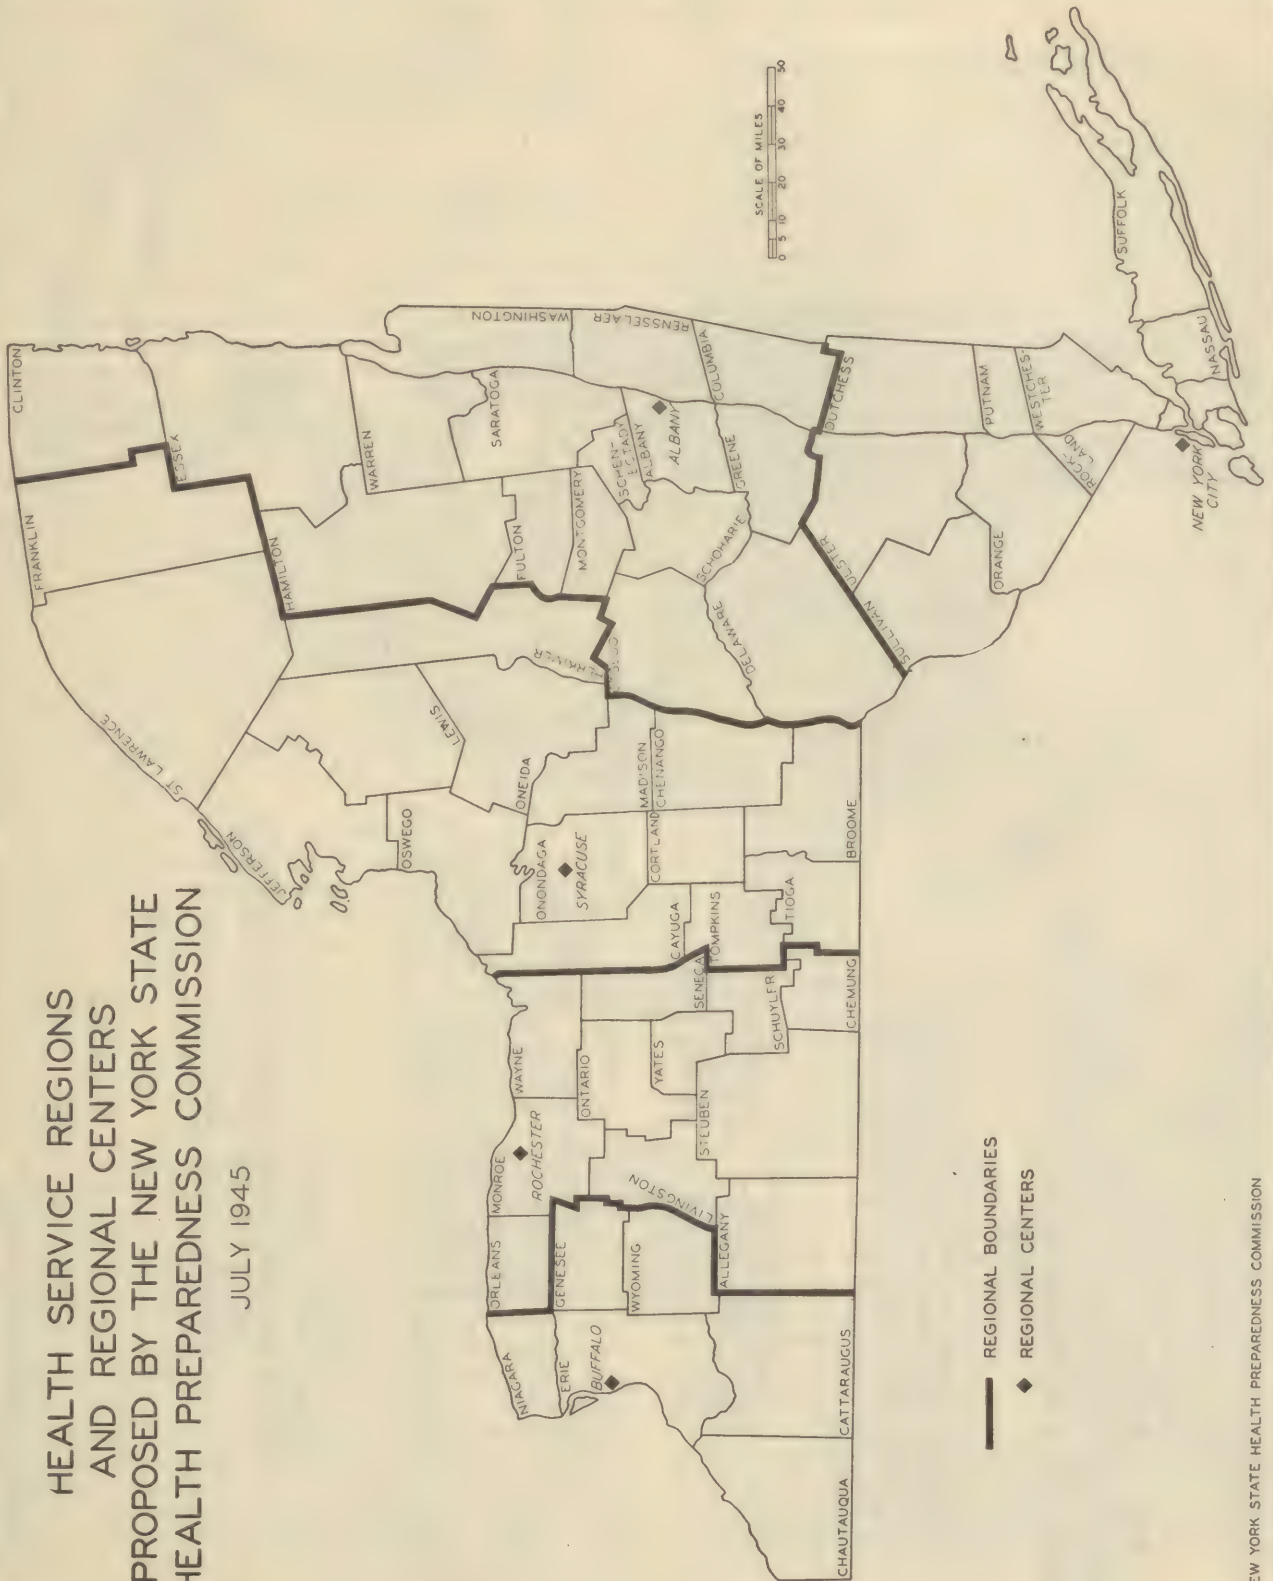 HEALTH SERVICE REGIONS
AND REGIONAL CENTERS
PROPOSED BY THE NEW YORK STATE
HEALTH PREPAREDNESS COMMISSION
JULY 1945
CLINTON
FRANKLIN
ST. LAWRENCE
ESSEX
JEFFERSON
HAMILTON
WARREN
LEWIS
HERKIMER
WASHINGTON
OSWEGO
ONEIDA
FULTON
SARATOGA
NIAGARA
ORLEANS
MONROE
ROCHESTER
WAYNE
ONONDAGA
SYRACUSE
MADISON
MONTGOMERY
SCHENECTADY
RENSSELAER
ERIE
BUFFALO
GENESEE
WYOMING
LIVINGSTON
ONTARIO
YATES
SENECA
CAYUGA
CORTLAND
CHENANGO
OTSEGO
SCHOHARIE
ALBANY
ALBANY
CHAUTAUQUA
CATTARAUGUS
ALLEGANY
STEUBEN
SCHUYLER
CHEMUNG
TOMPKINS
TIOGA
BROOME
DELAWARE
GREENE
COLUMBIA
SULLIVAN
ULSTER
DUTCHESS
ORANGE
PUTNAM
ROCK-
LAND
WESTCHES-
TER
NEW YORK
CITY
NASSAU
SUFFOLK
SCALE OF MILES
0 5 10 20 30 40 50
REGIONAL BOUNDARIES
REGIONAL CENTERS
EW YORK STATE HEALTH PREPAREDNESS COMMISSION